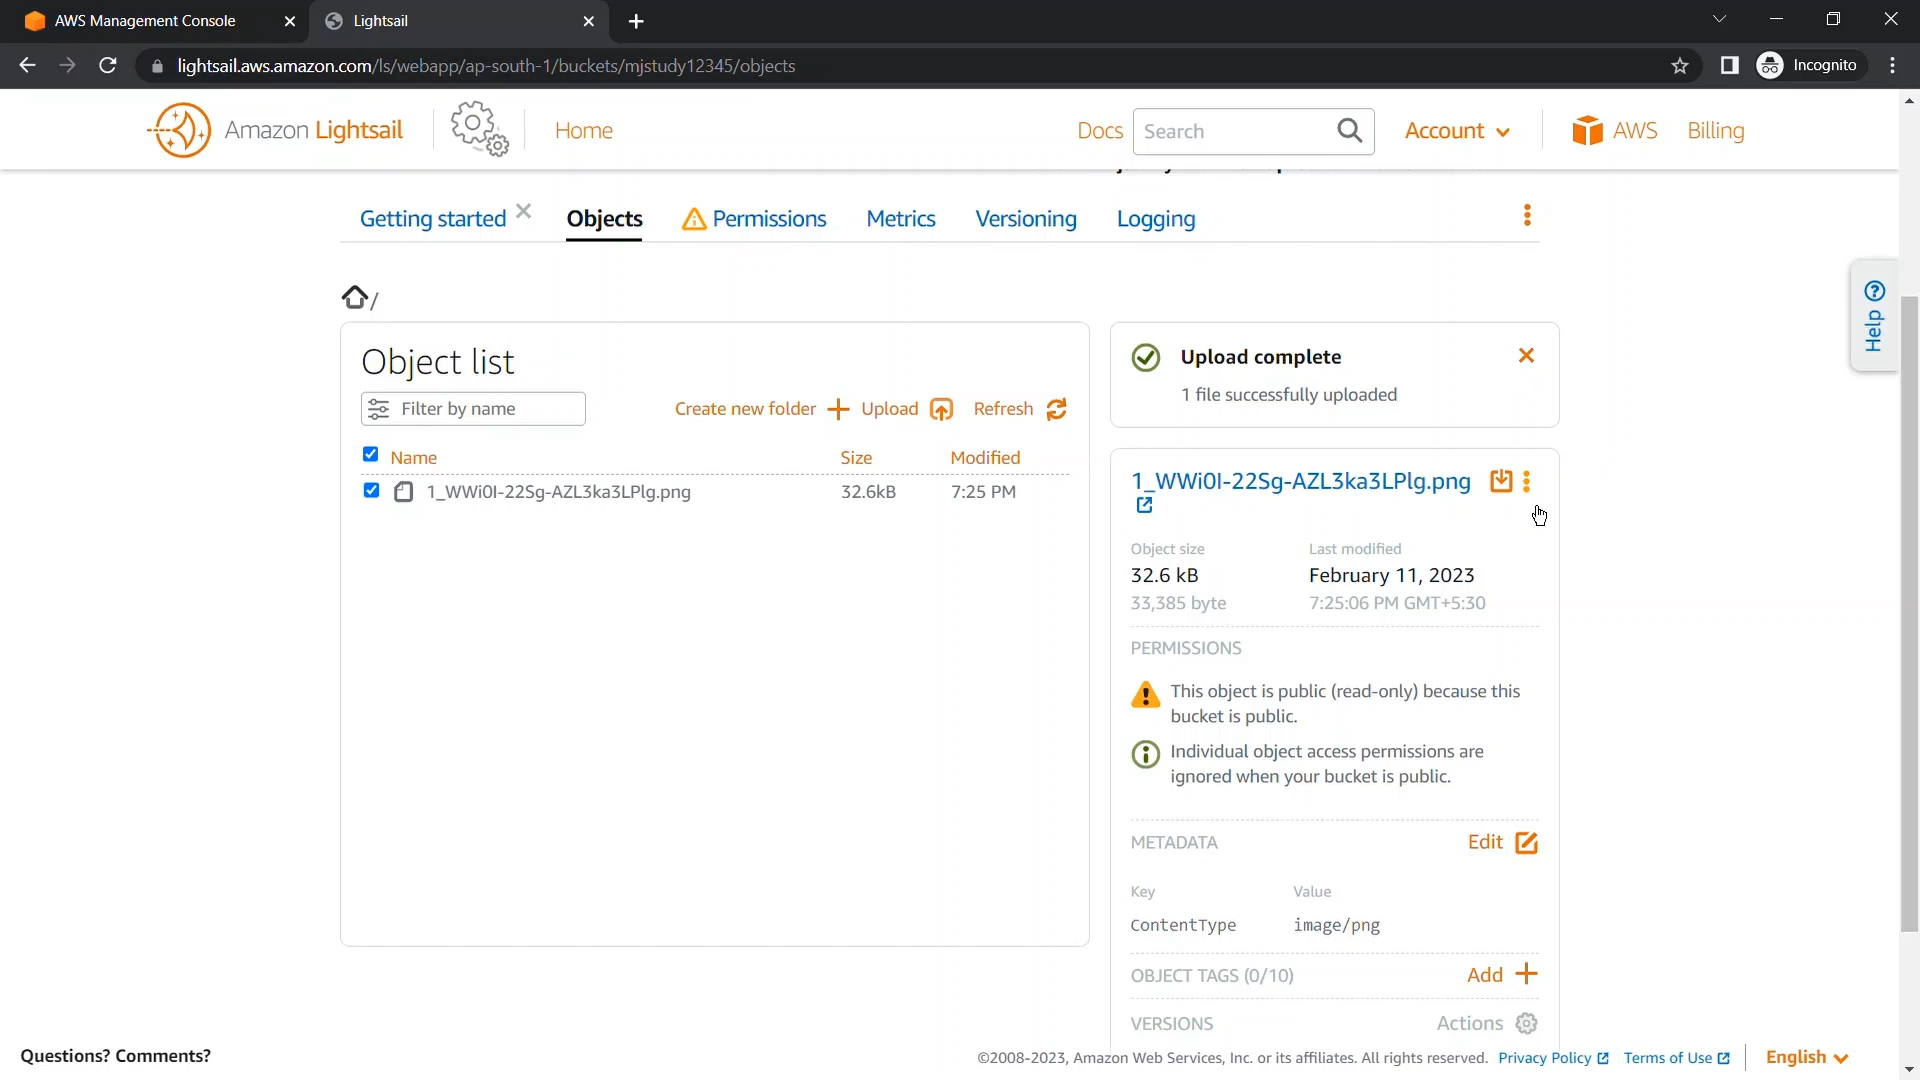 AWS Management Console
Lightsail
lightsail.aws.amazon.com/ls/webapp/ap-south-1/buckets/mjstudy12345/objects
Incognito
Amazon Lightsail
Home
Docs
Search
Account
AWS
Billing
Getting started
Objects
Permissions
Metrics
Versioning
Logging
Help
/
Object list
Filter by name
Create new folder
Upload
Refresh
Name Size Modified
1_WWi0I-22Sg-AZL3ka3LPlg.png 32.6kB 7:25 PM
Upload complete
1 file successfully uploaded
1_WWi0I-22Sg-AZL3ka3LPlg.png
Object size Last modified
32.6 kB February 11, 2023
33,385 byte 7:25:06 PM GMT+5:30
PERMISSIONS
This object is public (read-only) because this
bucket is public.
Individual object access permissions are
ignored when your bucket is public.
METADATA Edit
Key Value
ContentType image/png
OBJECT TAGS (0/10) Add
VERSIONS Actions
Questions? Comments?
©2008-2023, Amazon Web Services, Inc. or its affiliates. All rights reserved. Privacy Policy Terms of Use English